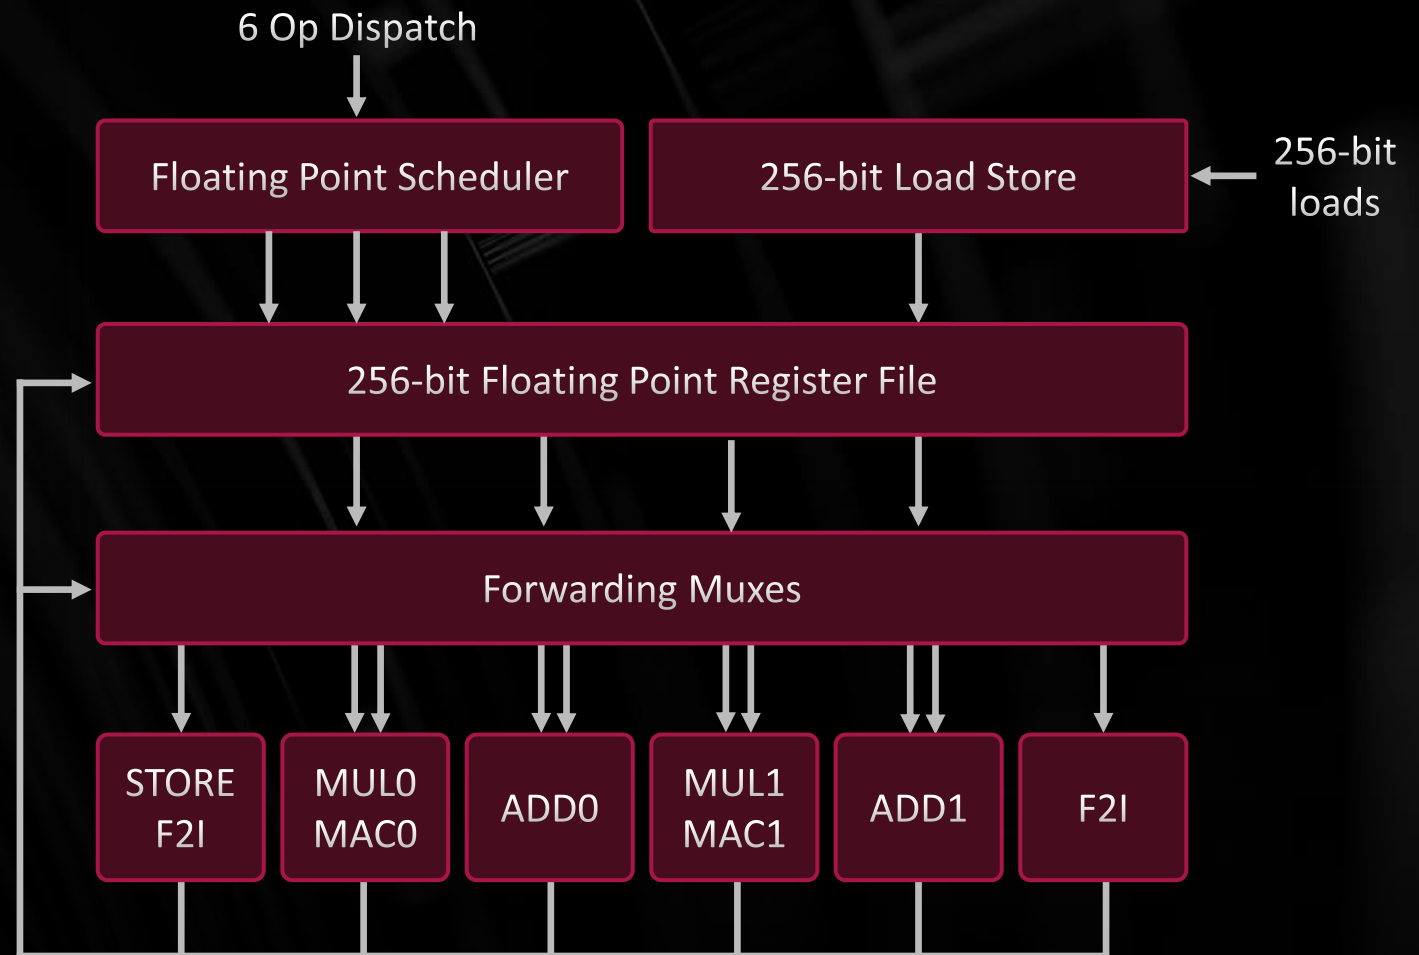 6 Op Dispatch
Floating Point Scheduler
256-bit Load Store
256-bit
loads
256-bit Floating Point Register File
Forwarding Muxes
STORE
F2I
MUL0
MAC0
ADD0
MUL1
MAC1
ADD1
F2I